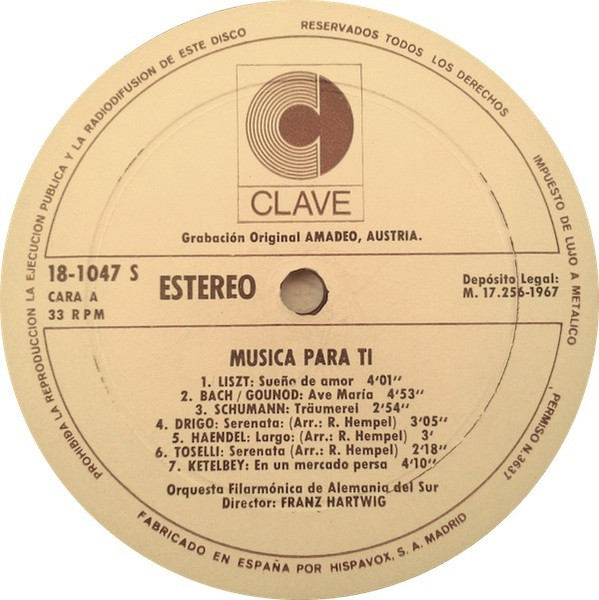 PROHIBIDA LA REPRODUCCION LA EJECUCION PUBLICA Y LA RADIODIFUSION DE ESTE DISCO
RESERVADOS TODOS LOS DERECHOS
IMPUESTO DE LUJO A METALICO
PERMISO N.3637
CLAVE
Grabación Original AMADEO, AUSTRIA.
18-1047 S
CARA A
33 RPM
ESTEREO
Depósito Legal:
M. 17.256-1967
MUSICA PARA TI
1. LISZT: Sueño de amor 4'01''
2. BACH / GOUNOD: Ave María 4'53''
3. SCHUMANN: Träumerei 2'54''
4. DRIGO: Serenata: (Arr.: R. Hempel) 3'05''
5. HAENDEL: Largo: (Arr.: R. Hempel) 3'
6. TOSELLI: Serenata (Arr.: R. Hempel) 2'18''
7. KETELBEY: En un mercado persa 4'10''
Orquesta Filarmónica de Alemania del Sur
Director: FRANZ HARTWIG
FABRICADO EN ESPAÑA POR HISPAVOX, S. A. MADRID